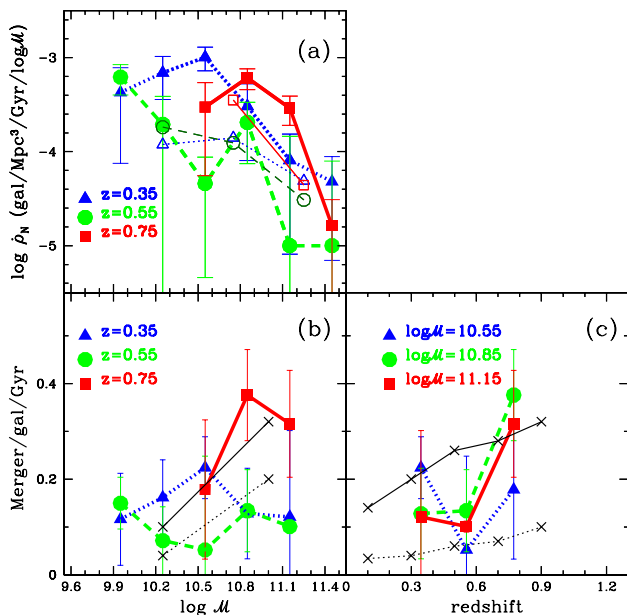 (a)
-3
-4
-5
log ρ̇N (gal/Mpc³/Gyr/logℳ)
z=0.35
z=0.55
z=0.75
(b)
z=0.35
z=0.55
z=0.75
(c)
logℳ=10.55
logℳ=10.85
logℳ=11.15
0.4
0.2
0
Merger/gal/Gyr
9.6 9.9 10.2 10.5 10.8 11.1 11.4 0 0.3 0.6 0.9 1.2
log ℳ
redshift